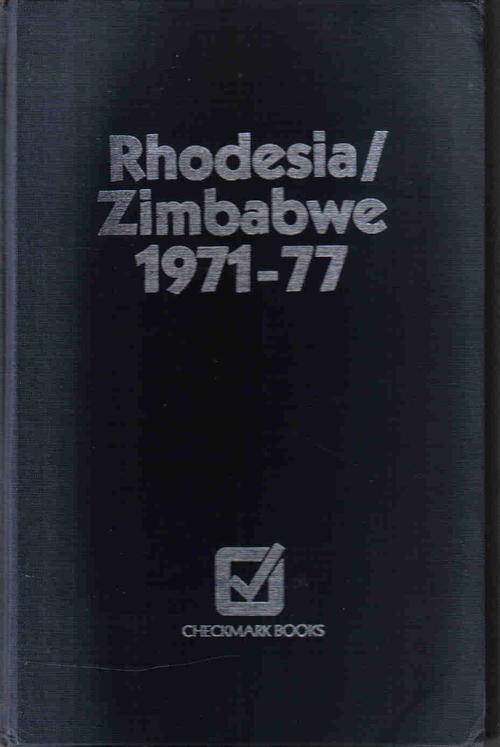 Rhodesia/
Zimbabwe
1971-77
CHECKMARK BOOKS